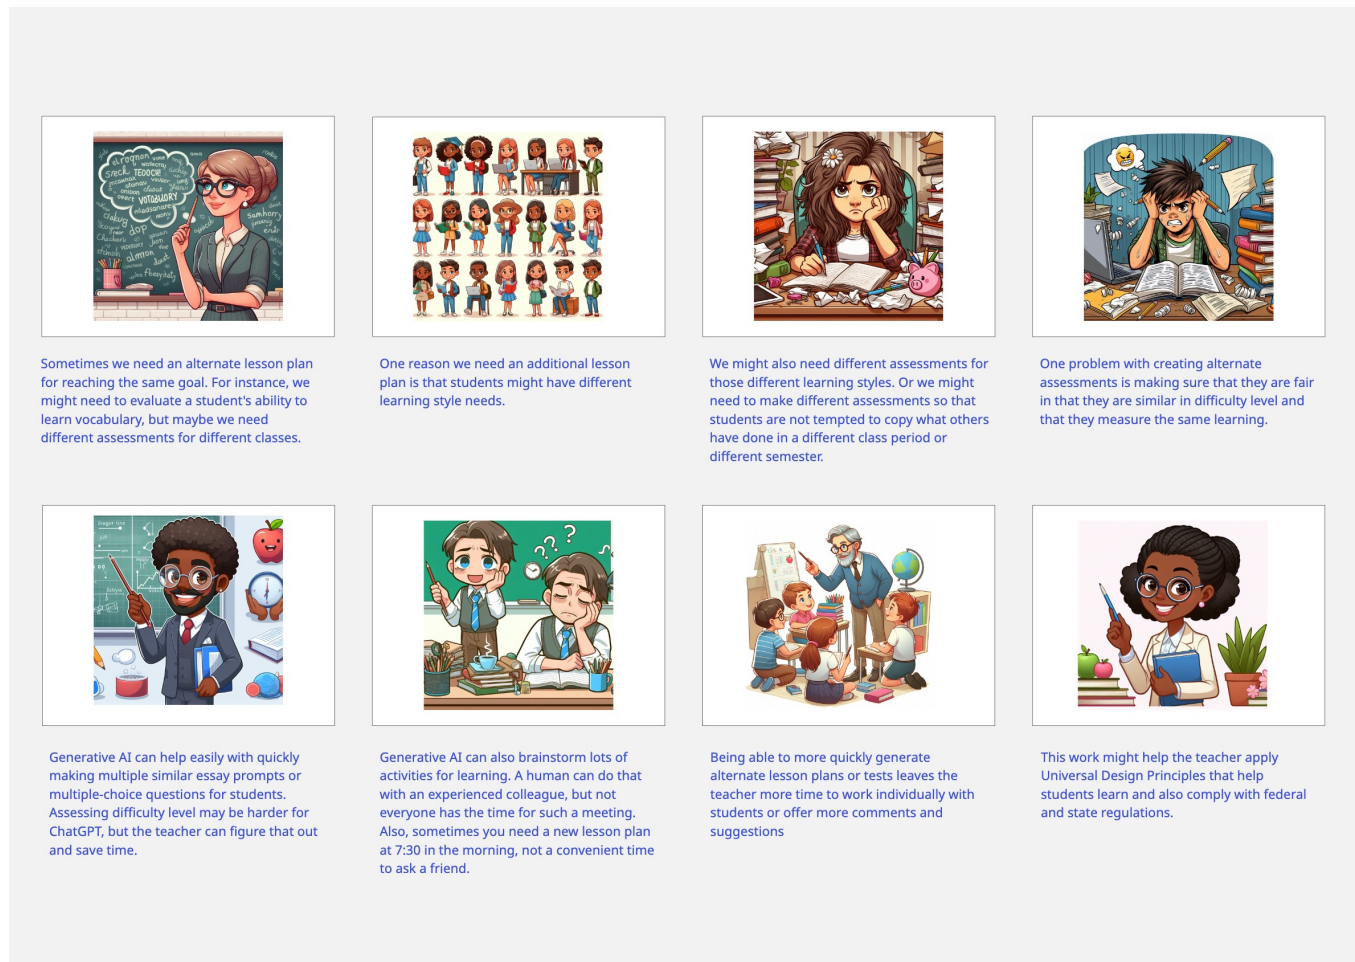 Sometimes we need an alternate lesson plan
for reaching the same goal. For instance, we
might need to evaluate a student's ability to
learn vocabulary, but maybe we need
different assessments for different classes.
One reason we need an additional lesson
plan is that students might have different
learning style needs.
We might also need different assessments for
those different learning styles. Or we might
need to make different assessments so that
students are not tempted to copy what others
have done in a different class period or
different semester.
One problem with creating alternate
assessments is making sure that they are fair
in that they are similar in difficulty level and
that they measure the same learning.
???
Generative AI can help easily with quickly
making multiple similar essay prompts or
multiple-choice questions for students.
Assessing difficulty level may be harder for
ChatGPT, but the teacher can figure that out
and save time.
Generative AI can also brainstorm lots of
activities for learning. A human can do that
with an experienced colleague, but not
everyone has the time for such a meeting.
Also, sometimes you need a new lesson plan
at 7:30 in the morning, not a convenient time
to ask a friend.
Being able to more quickly generate
alternate lesson plans or tests leaves the
teacher more time to work individually with
students or offer more comments and
suggestions
This work might help the teacher apply
Universal Design Principles that help
students learn and also comply with federal
and state regulations.